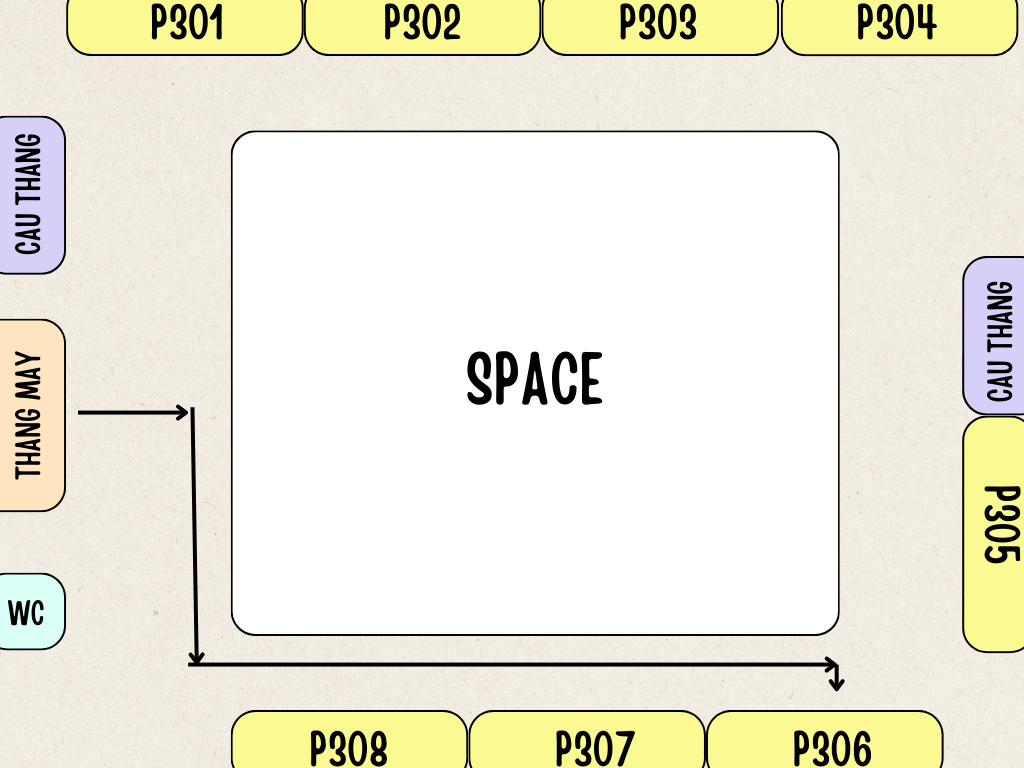 P301
P302
P303
P304
CAU THANG
THANG MAY
WC
SPACE
CAU THANG
P305
P308
P307
P306